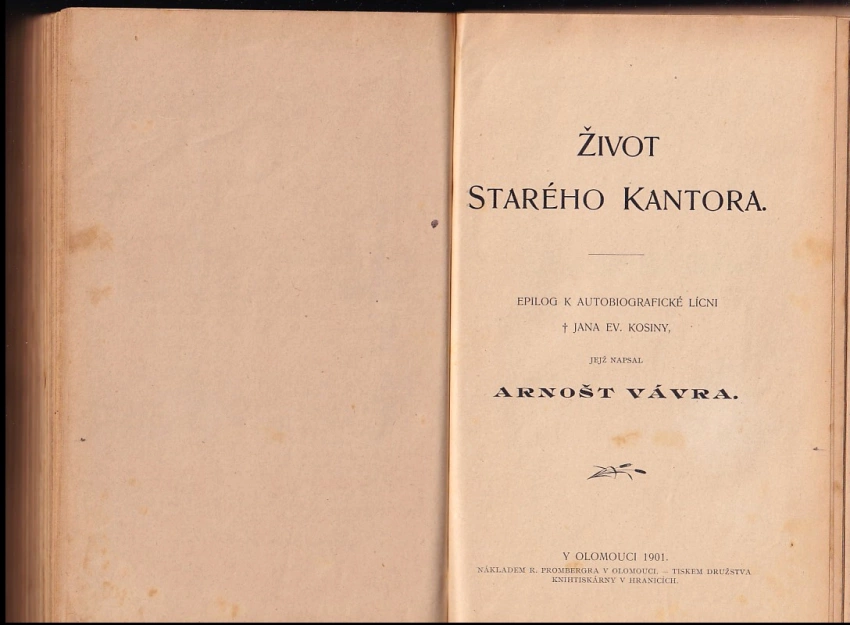 ŽIVOT
STARÉHO KANTORA.
EPILOG K AUTOBIOGRAFICKÉ LÍCNI
† JANA EV. KOSINY,
JEJŽ NAPSAL
ARNOŠT VÁVRA.
V OLOMOUCI 1901.
NÁKLADEM R. PROMBERGRA V OLOMOUCI. – TISKEM DRUŽSTVA
KNIHTISKÁRNY V HRANICÍCH.